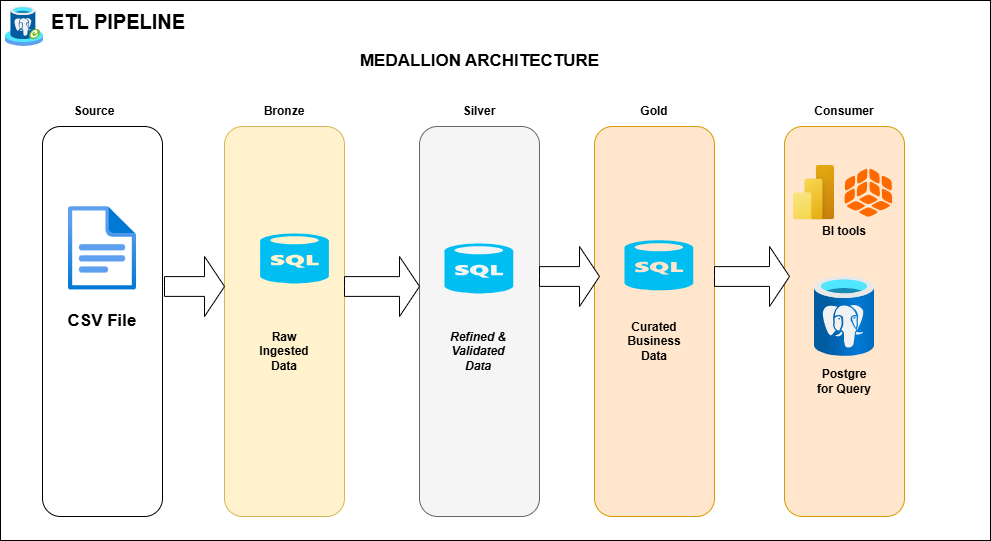 ETL PIPELINE
MEDALLION ARCHITECTURE
Source
Bronze
Silver
Gold
Consumer
CSV File
SQL
Raw
Ingested
Data
SQL
Refined &
Validated
Data
SQL
Curated
Business
Data
BI tools
Postgre
for Query